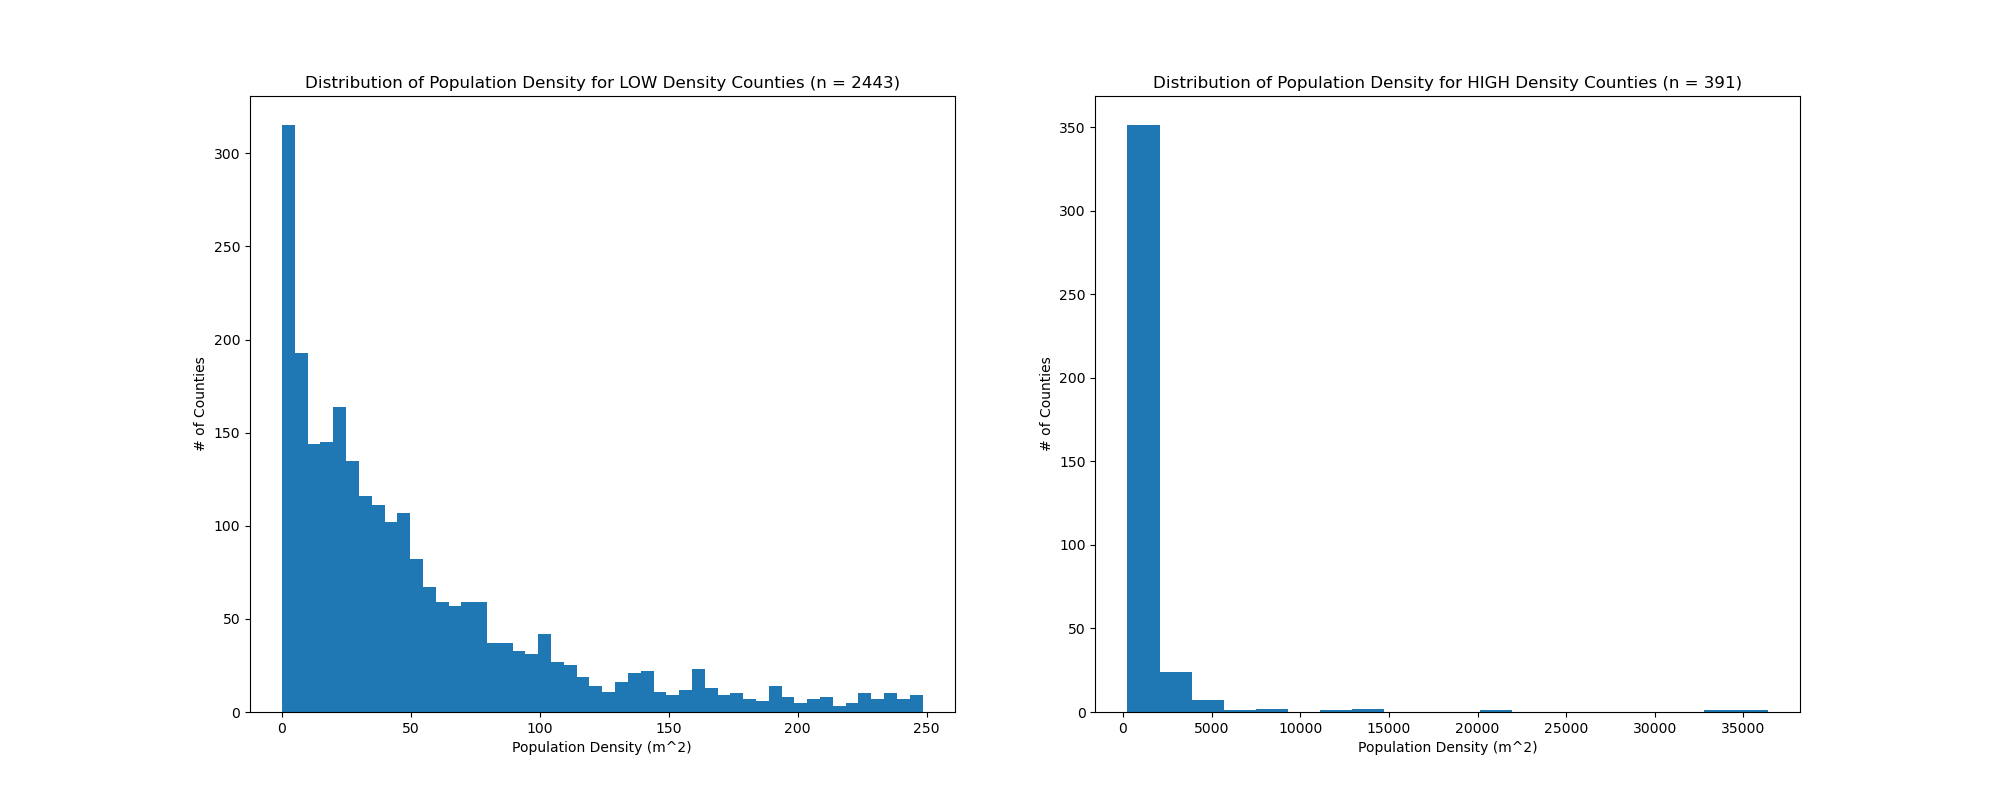 Distribution of Population Density for LOW Density Counties (n = 2443)
# of Counties
300
250
200
150
100
50
0
0 50 100 150 200 250
Population Density (m^2)
Distribution of Population Density for HIGH Density Counties (n = 391)
# of Counties
350
300
250
200
150
100
50
0
0 5000 10000 15000 20000 25000 30000 35000
Population Density (m^2)